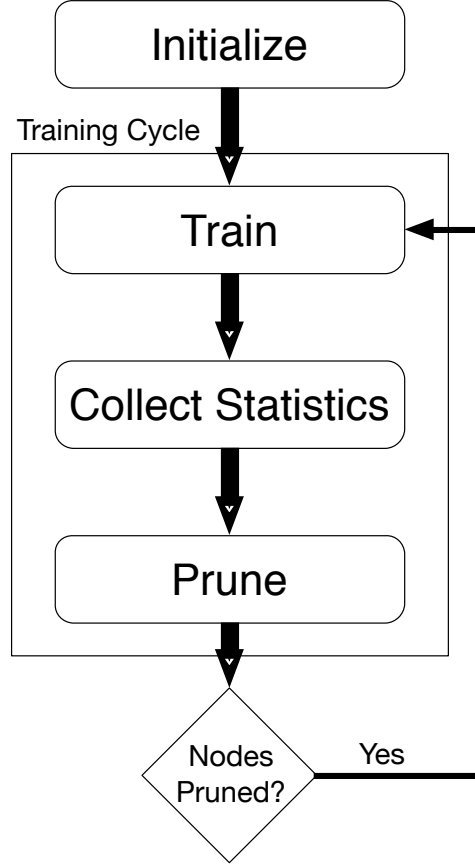 Initialize
Training Cycle
Train
Collect Statistics
Prune
Nodes
Pruned?
Yes